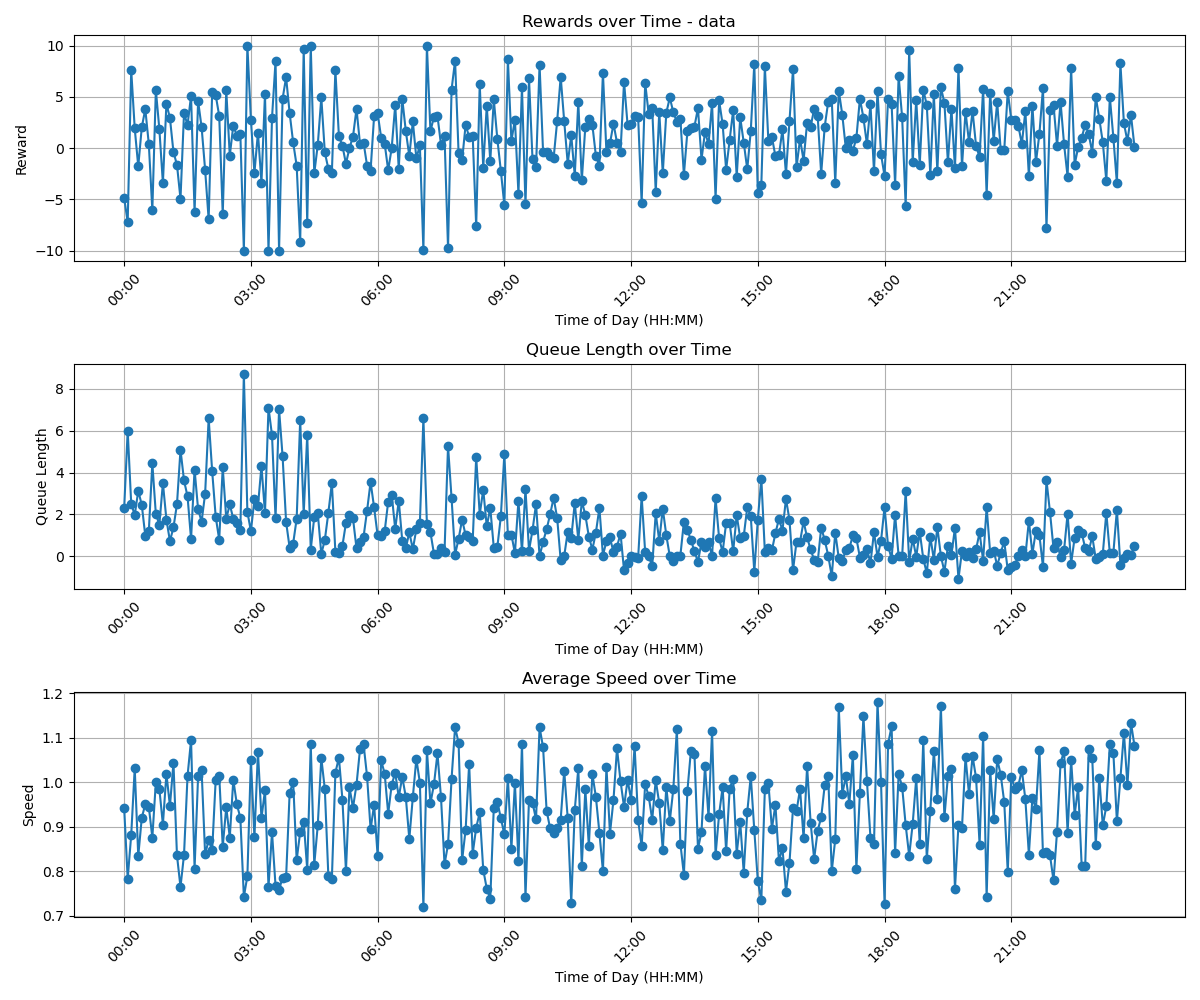 Rewards over Time - data
10
5
0
−5
−10
Reward
00:00 03:00 06:00 09:00 12:00 15:00 18:00 21:00
Time of Day (HH:MM)
Queue Length over Time
8
6
4
2
0
Queue Length
00:00 03:00 06:00 09:00 12:00 15:00 18:00 21:00
Time of Day (HH:MM)
Average Speed over Time
1.2
1.1
1.0
0.9
0.8
0.7
Speed
00:00 03:00 06:00 09:00 12:00 15:00 18:00 21:00
Time of Day (HH:MM)